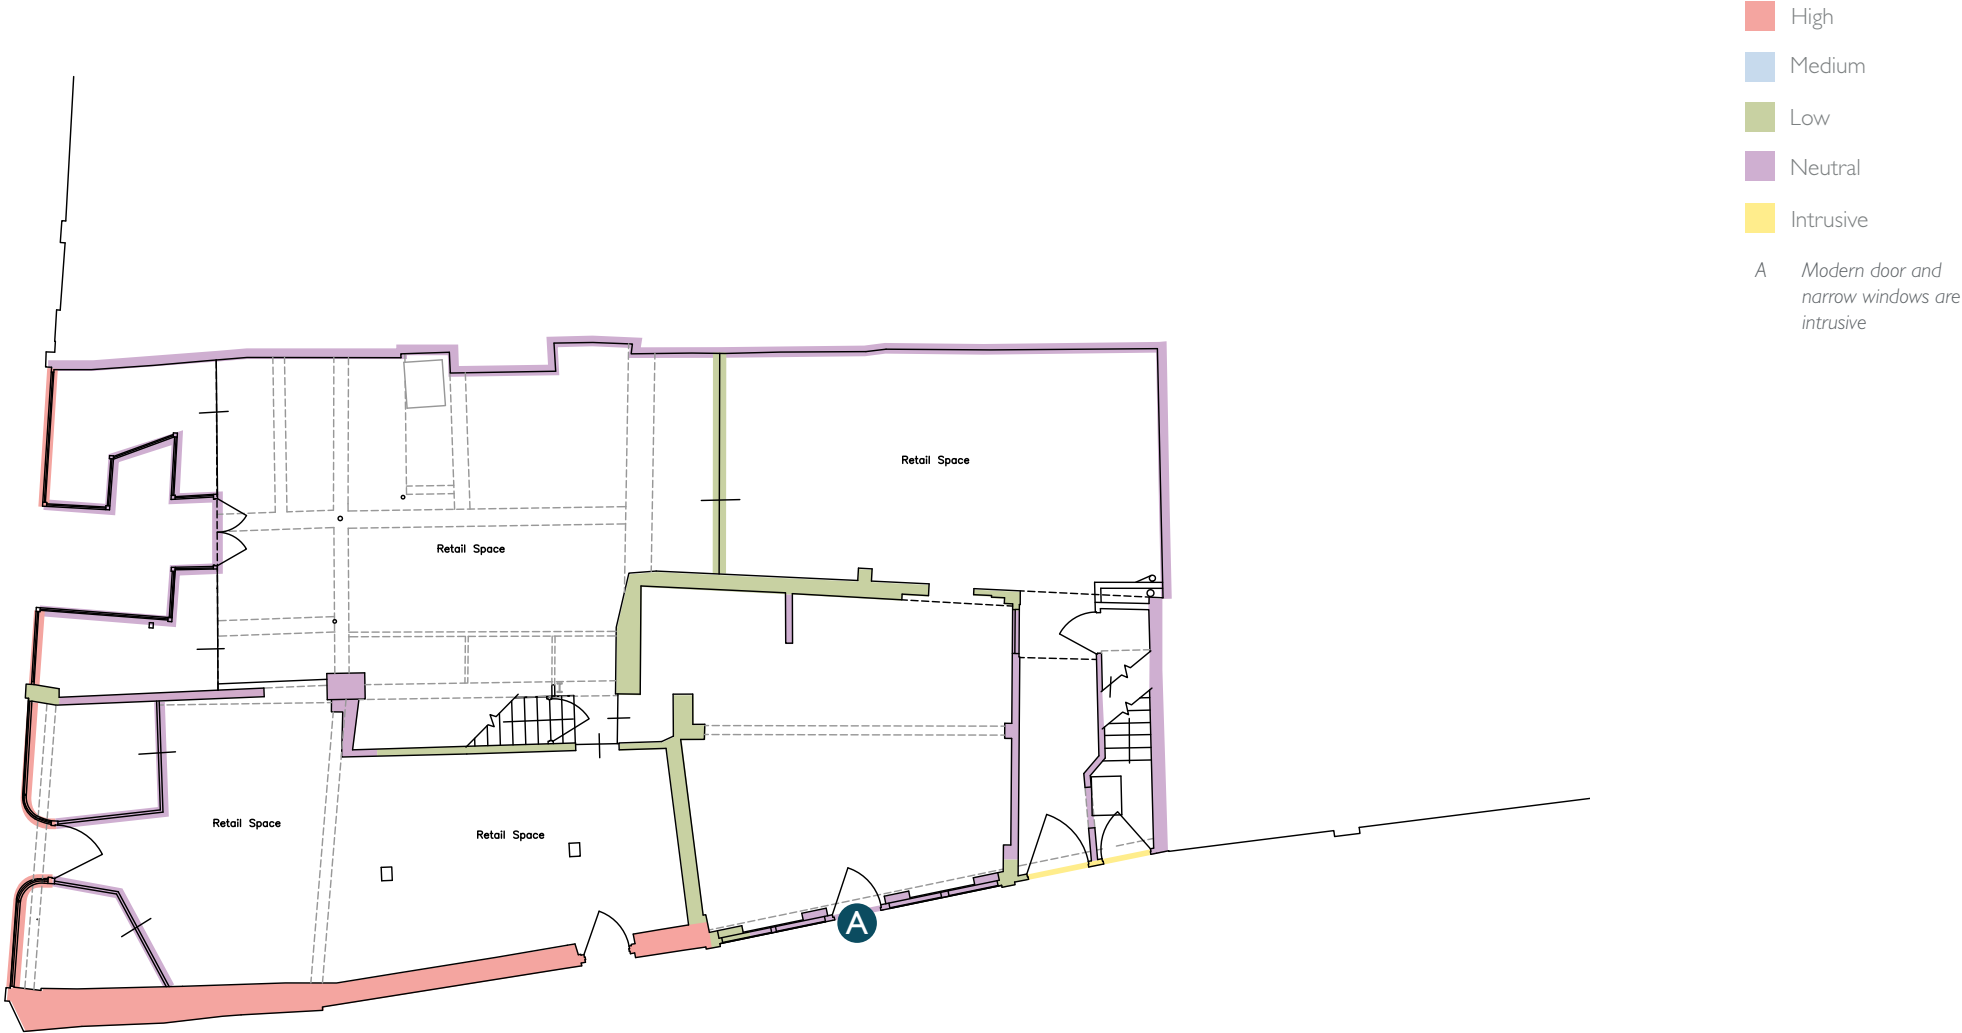 High
Medium
Low
Neutral
Intrusive
A Modern door and
narrow windows are
intrusive
Retail Space
Retail Space
Retail Space
Retail Space
A